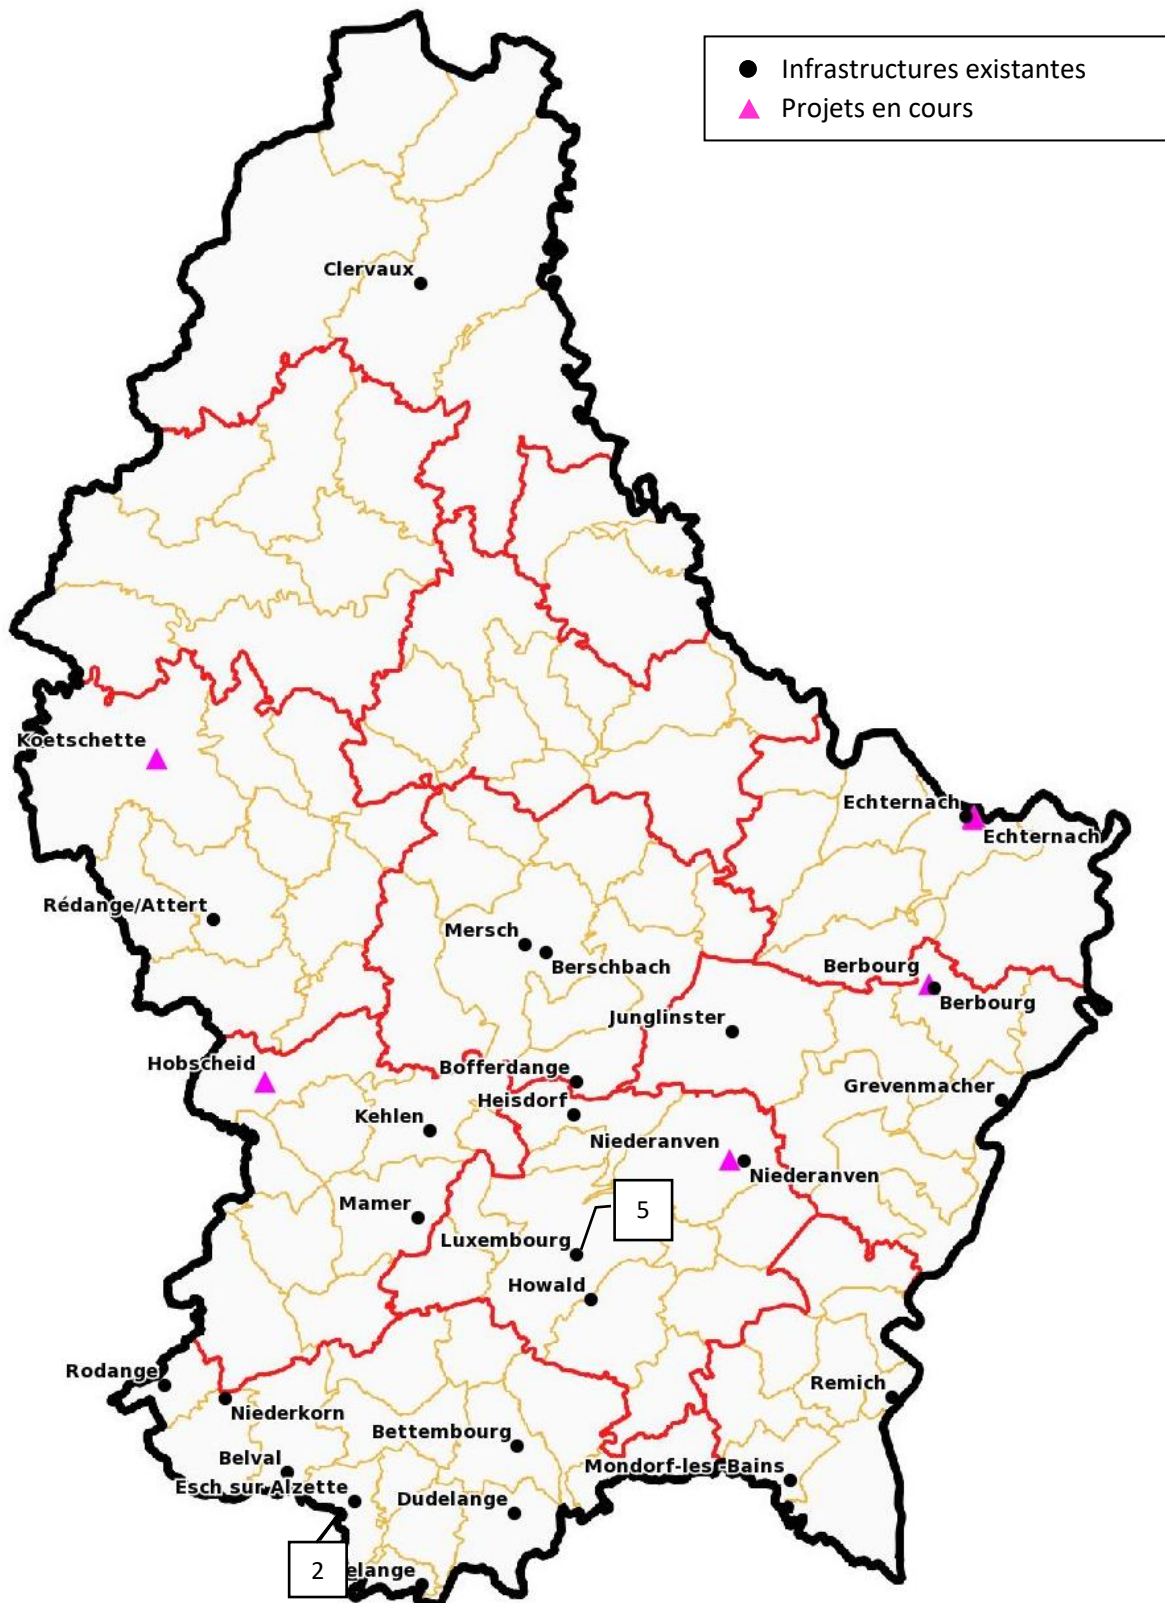 Infrastructures existantes
Projets en cours
Clervaux
Koetschette
Echternach
Echternach
Rédange/Attert
Mersch
Berschbach
Berbourg
Berbourg
Junglinster
Hobscheid
Bofferdange
Grevenmacher
Heisdorf
Kehlen
Niederanven
Niederanven
Mamer
5
Luxembourg
Howald
Rodange
Remich
Niederkorn
Bettembourg
Belval
Mondorf-les-Bains
Esch sur Alzette
Dudelange
2
elange